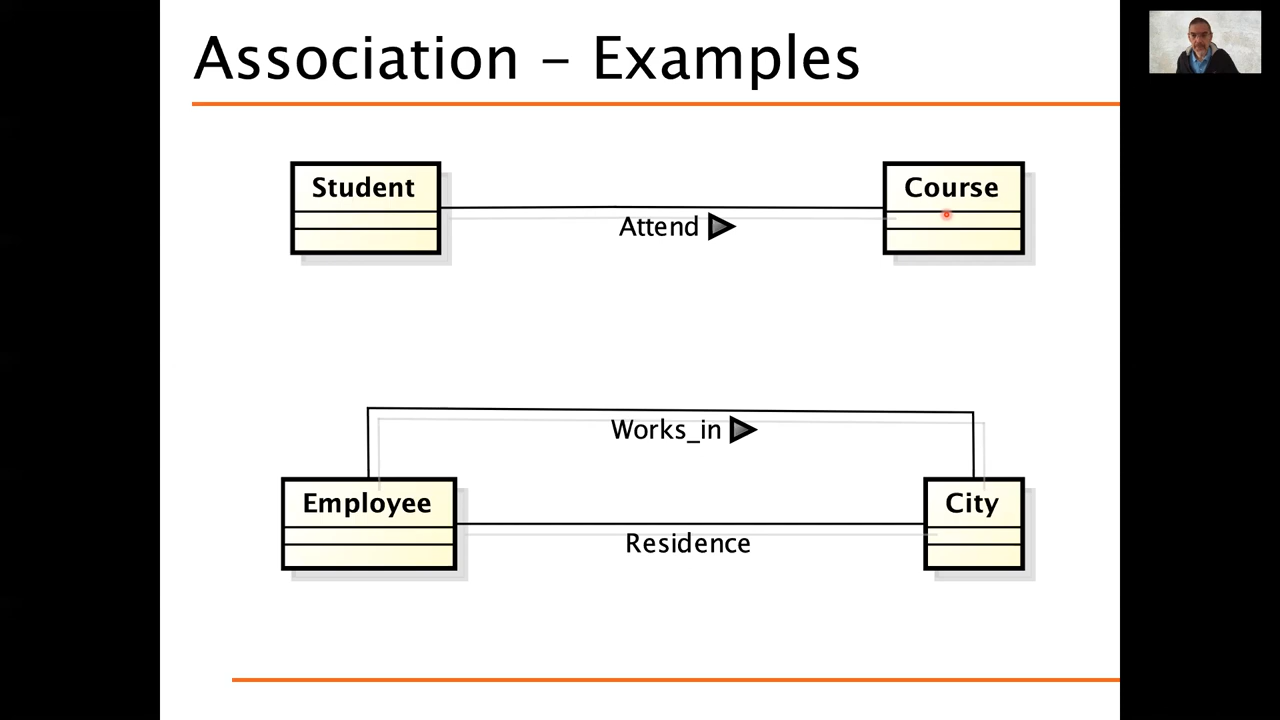 Association – Examples
Student
Course
Attend
Works_in
Employee
City
Residence